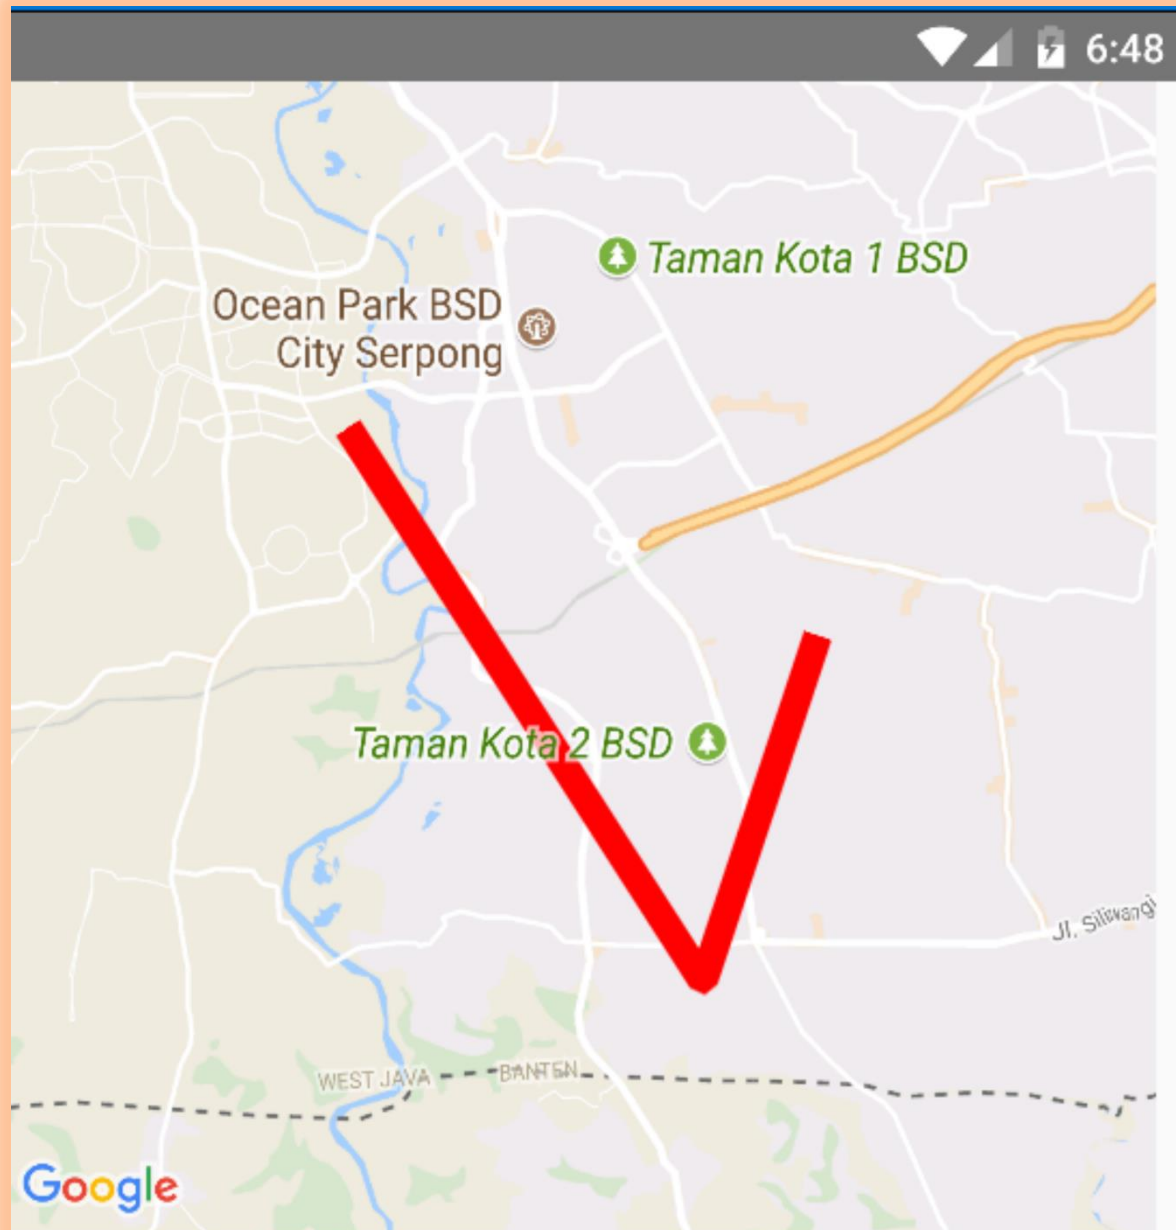 6:48
Taman Kota 1 BSD
Ocean Park BSD
City Serpong
Taman Kota 2 BSD
Jl. Siliwangi
WEST JAVA
BANTEN
Google